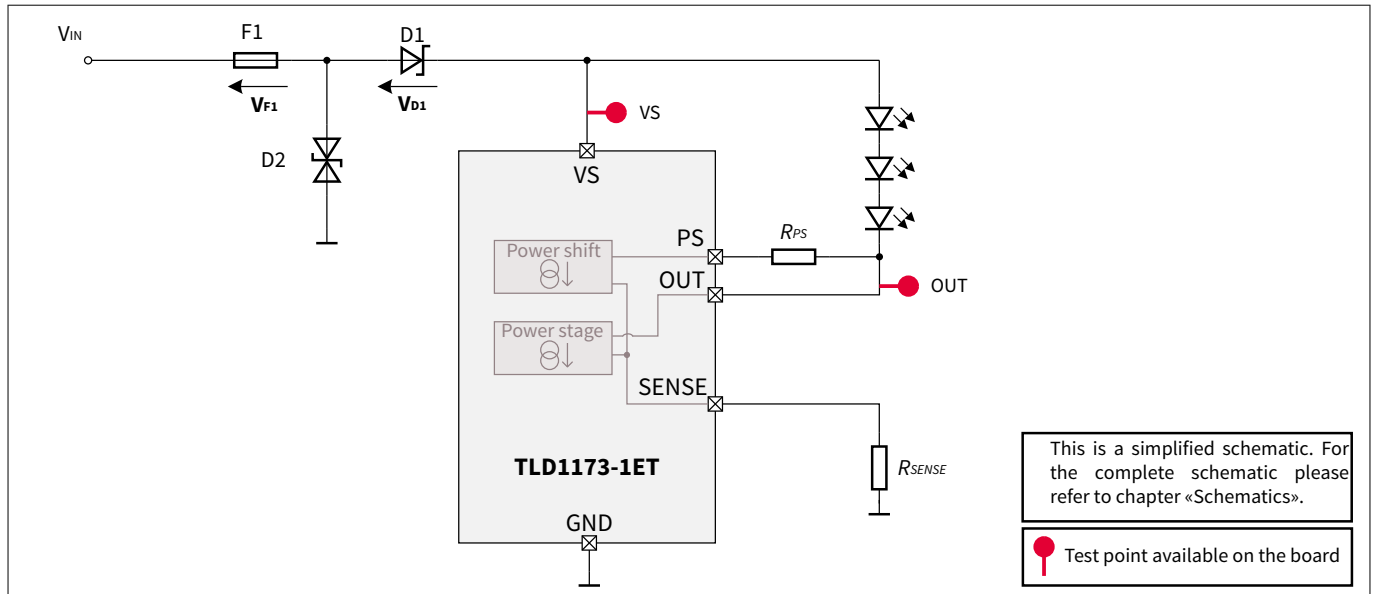 VIN
F1
D1
VF1
VD1
VS
D2
VS
PS
RPS
Power shift
OUT
OUT
Power stage
SENSE
TLD1173-1ET
RSENSE
GND
This is a simplified schematic. For
the complete schematic please
refer to chapter «Schematics».
Test point available on the board